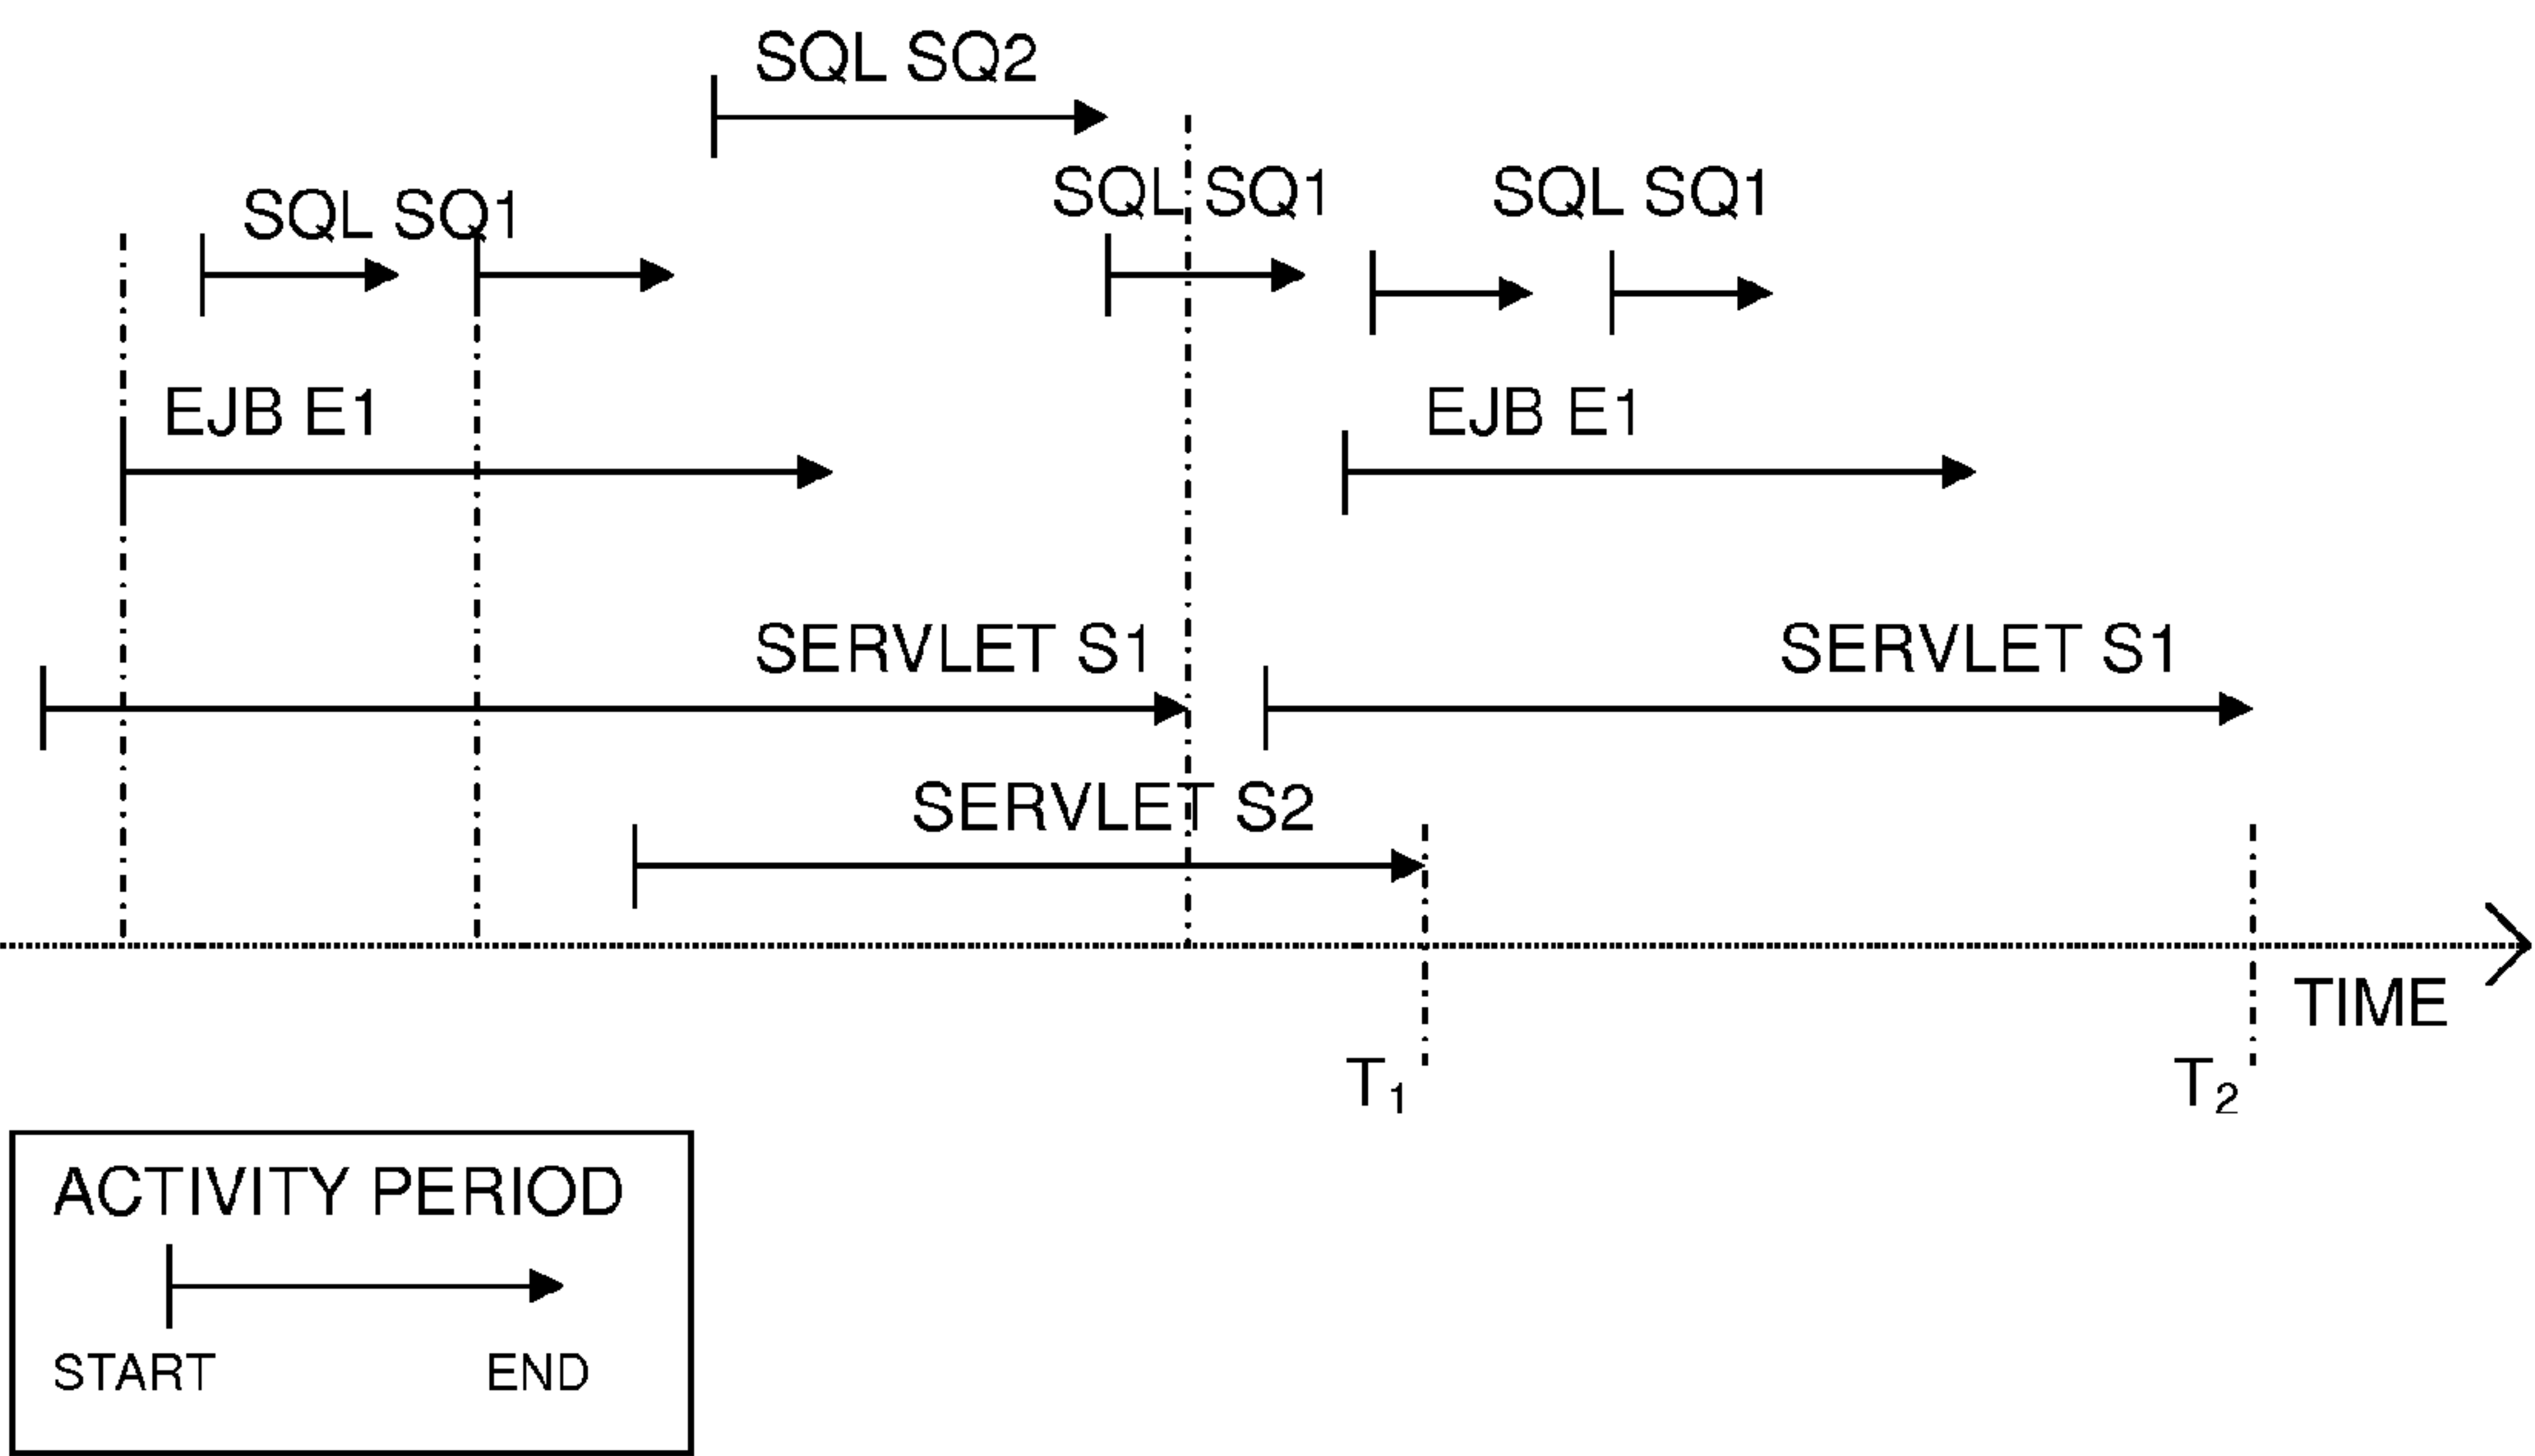 SQL SQ2
SQL SQ1
SQL SQ1
SQL SQ1
EJB E1
EJB E1
SERVLET S1
SERVLET S1
SERVLET S2
TIME
T1
T2
ACTIVITY PERIOD
START
END